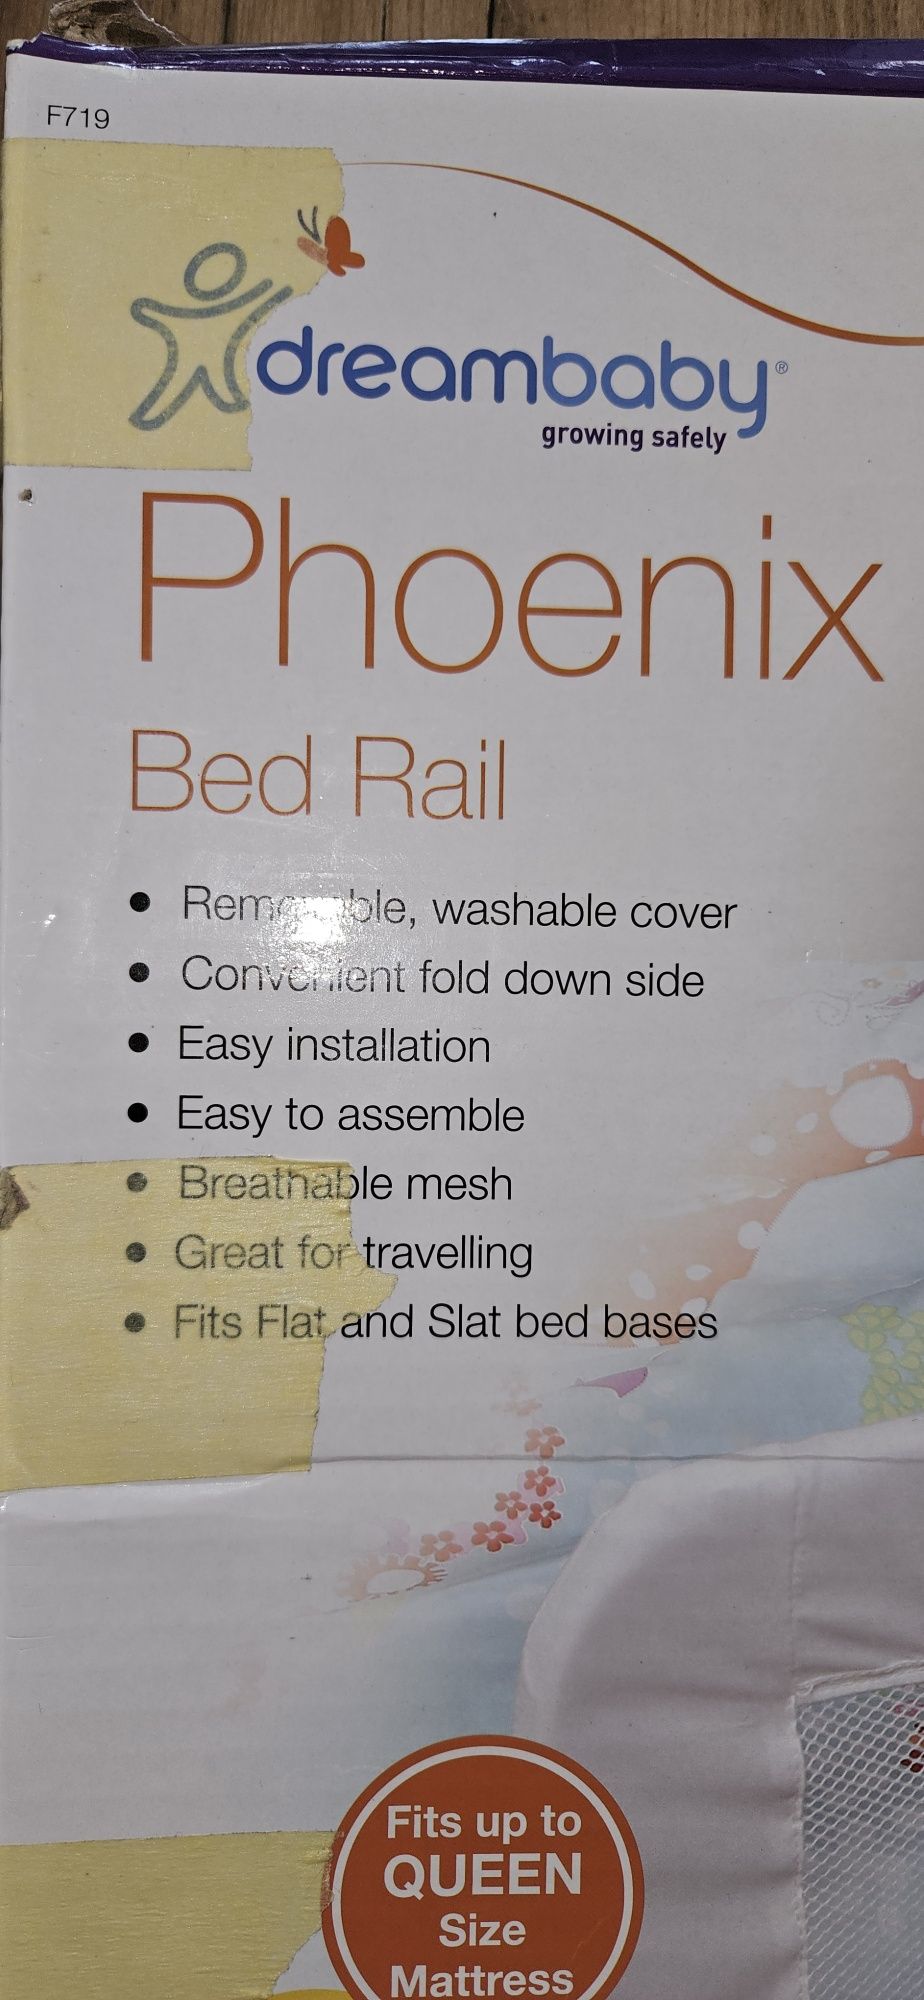 F719
dreambaby®
growing safely
Phoenix
Bed Rail
• Removable, washable cover
• Convenient fold down side
• Easy installation
• Easy to assemble
• Breathable mesh
• Great for travelling
• Fits Flat and Slat bed bases
Fits up to
QUEEN
Size
Mattress